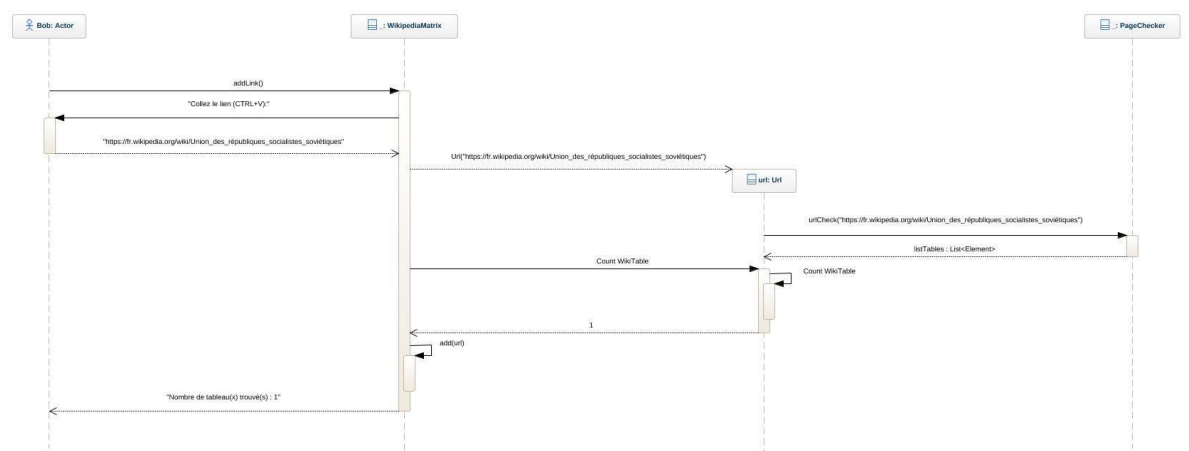 Bob: Actor
_: WikipediaMatrix
_: PageChecker
addLink()
"Collez le lien (CTRL+V):"
"https://fr.wikipedia.org/wiki/Union_des_républiques_socialistes_soviétiques"
Url("https://fr.wikipedia.org/wiki/Union_des_républiques_socialistes_soviétiques")
url: Url
urlCheck("https://fr.wikipedia.org/wiki/Union_des_républiques_socialistes_soviétiques")
listTables : List<Element>
Count WikiTable
Count WikiTable
1
add(url)
"Nombre de tableau(x) trouvé(s) : 1"